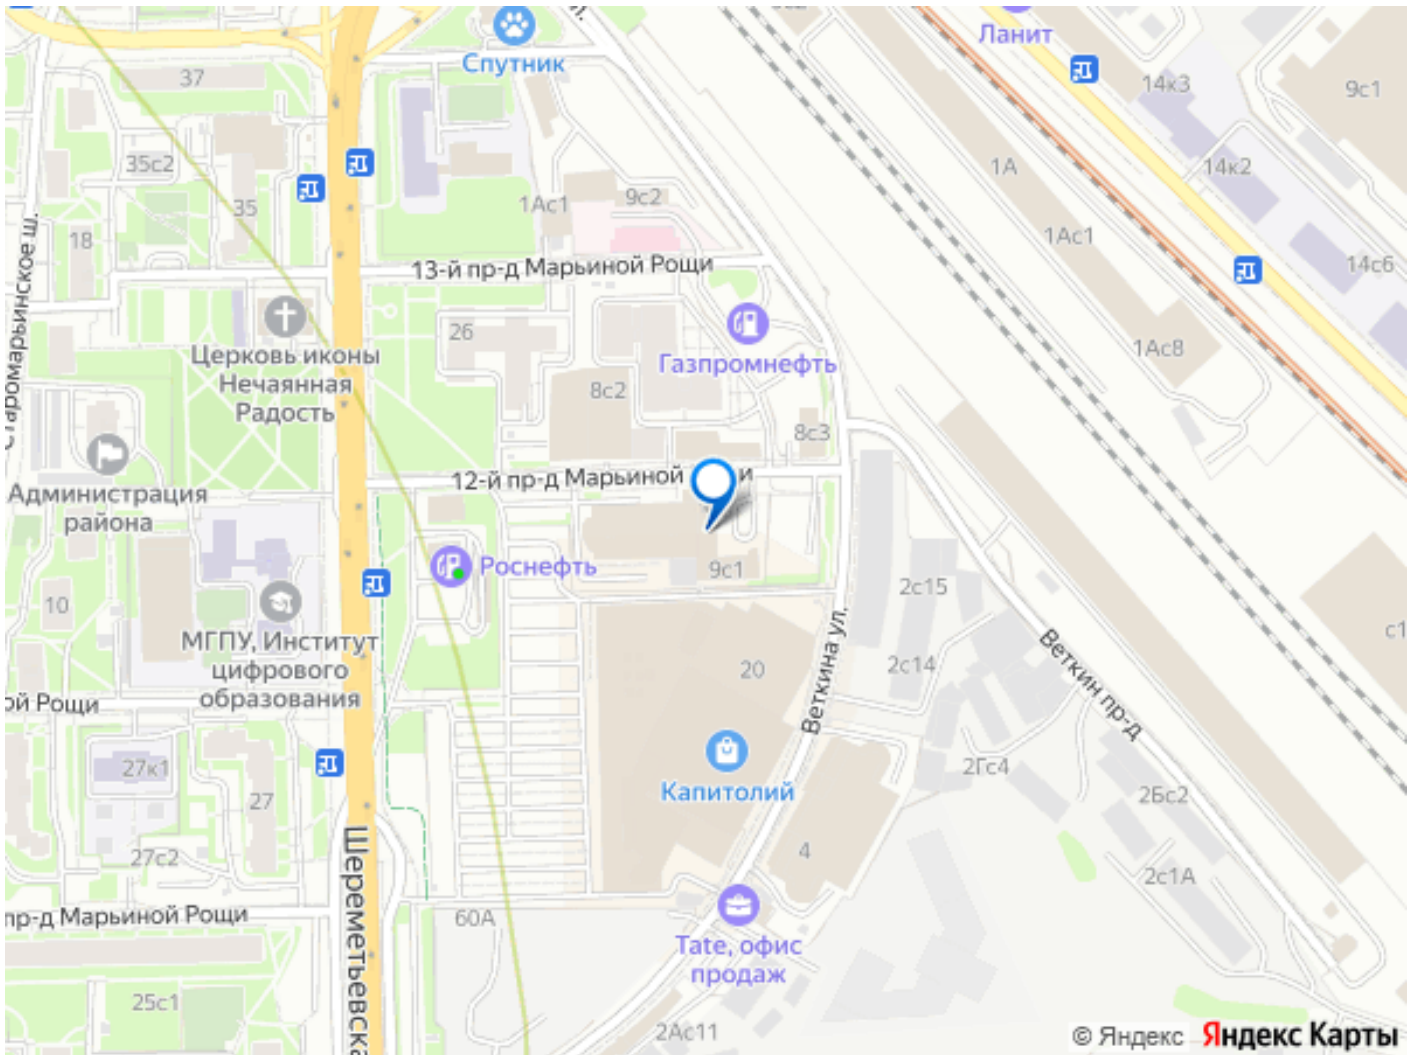 Ланит
Спутник
37
14к3
9с1
35с2
1А
14к2
9с2
1Ас1
35
18
1Ас1
14с6
13-й пр-д Марьиной Рощи
Старомарьинское ш.
26
Газпромнефть
1Ас8
Церковь иконы
Нечаянная
Радость
8с2
8с3
12-й пр-д Марьиной
и
Администрация
района
Роснефть
9с1
2с15
10
МГПУ, Институт
цифрового
образования
20
2с14
с1
ой Рощи
Веткина ул.
Веткин пр-д
27к1
27
Капитолий
2Гс4
2Бс2
27с2
4
2с1А
пр-д Марьиной Рощи
60А
Шереметьевска
Tate, офис
продаж
25с1
2Ас11
© Яндекс Яндекс Карты